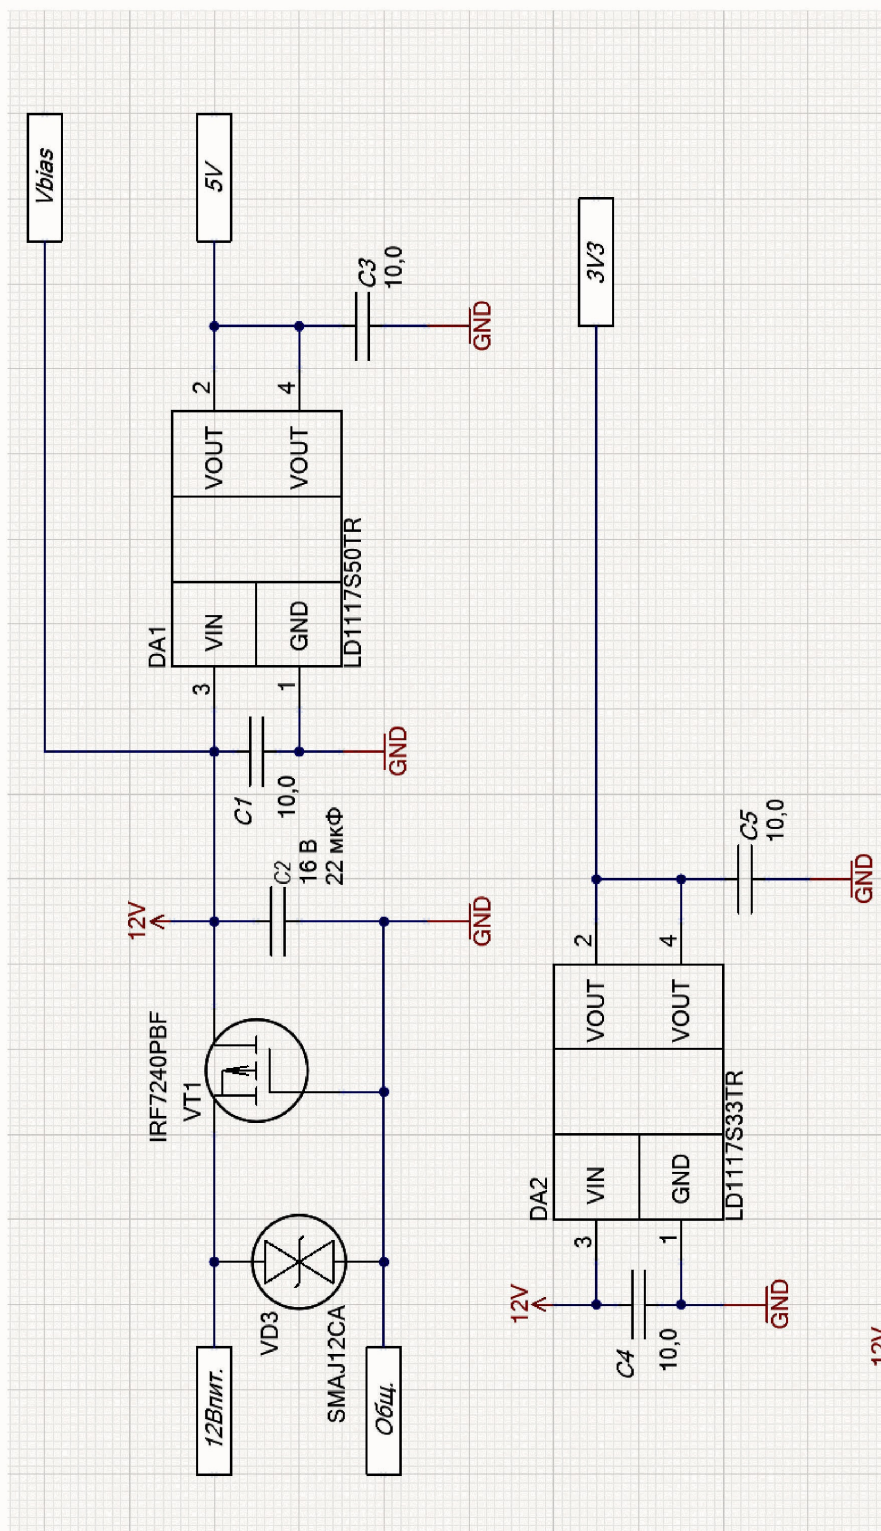 Vbias
5V
3V3
C3
10,0
GND
2
4
VOUT
VOUT
DA1
VIN
GND
LD1117S50TR
3
1
C1
10,0
GND
12V
C2
16 В
22 мкФ
GND
IRF7240PBF
VT1
VD3
SMAJ12CA
12Впит.
Общ.
C5
10,0
GND
2
4
VOUT
VOUT
DA2
VIN
GND
LD1117S33TR
3
1
12V
C4
10,0
GND
12V